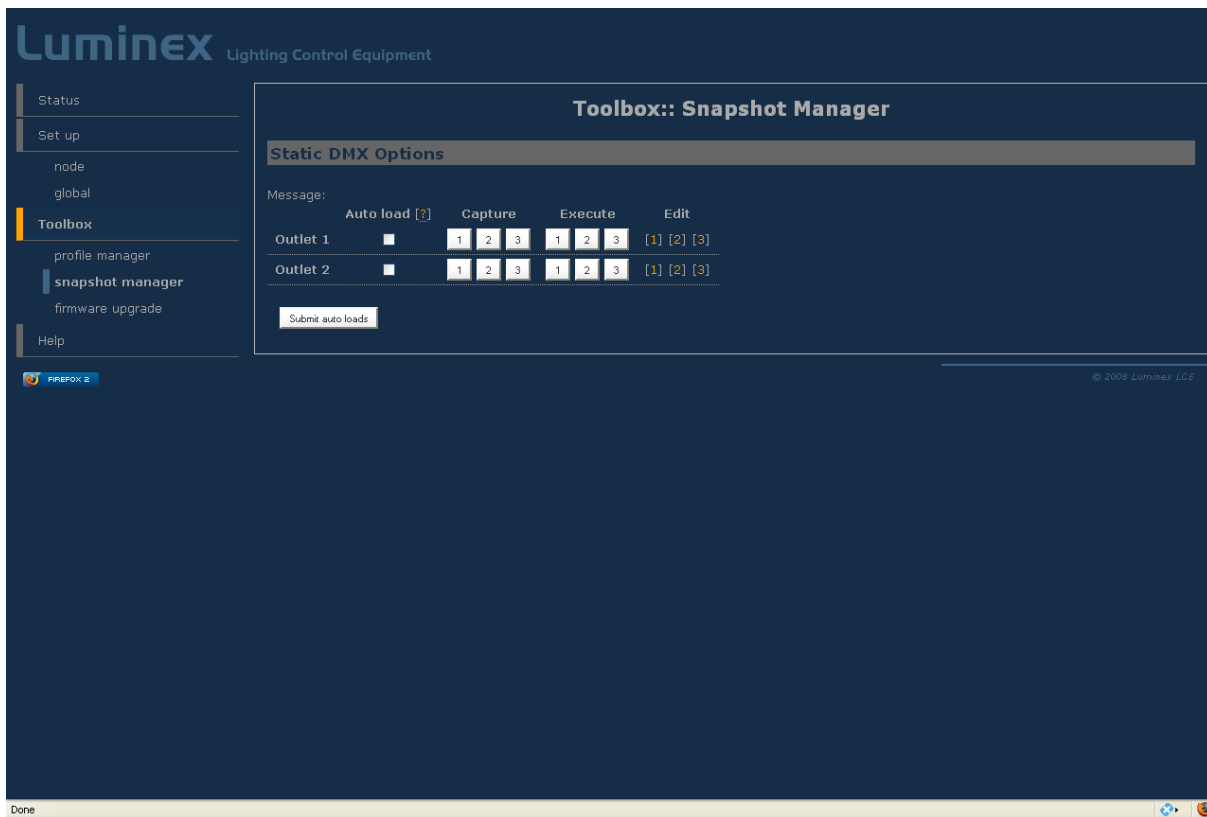 Luminex Lighting Control Equipment
Status
Set up
node
global
Toolbox
profile manager
snapshot manager
firmware upgrade
Help
FIREFOX 2
Toolbox:: Snapshot Manager
Static DMX Options
Message:
Auto load [?] Capture Execute Edit
Outlet 1 1 2 3 1 2 3 [1] [2] [3]
Outlet 2 1 2 3 1 2 3 [1] [2] [3]
Submit auto loads
© 2008 Luminex LCE
Done